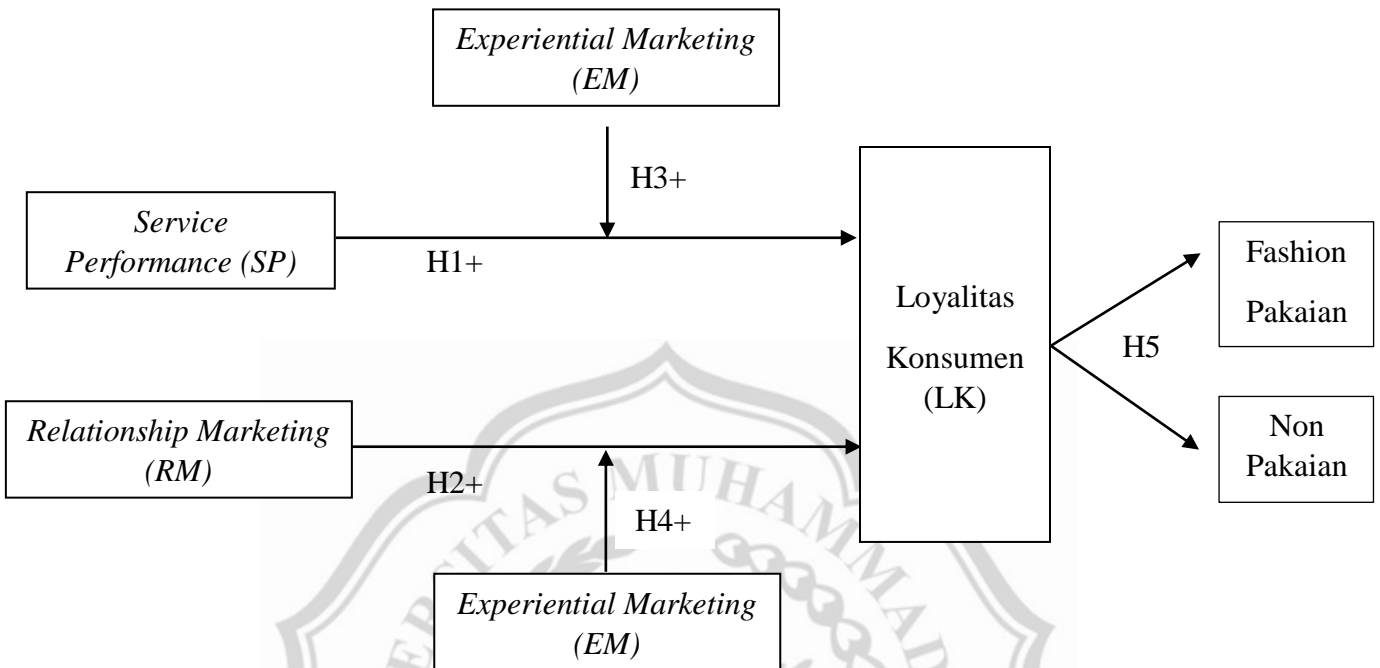 Experiential Marketing
(EM)
H3+
Service
Performance (SP)
H1+
Loyalitas
Konsumen
(LK)
Fashion
Pakaian
H5
Non
Pakaian
Relationship Marketing
(RM)
H2+
H4+
Experiential Marketing
(EM)
MUHAMMAD